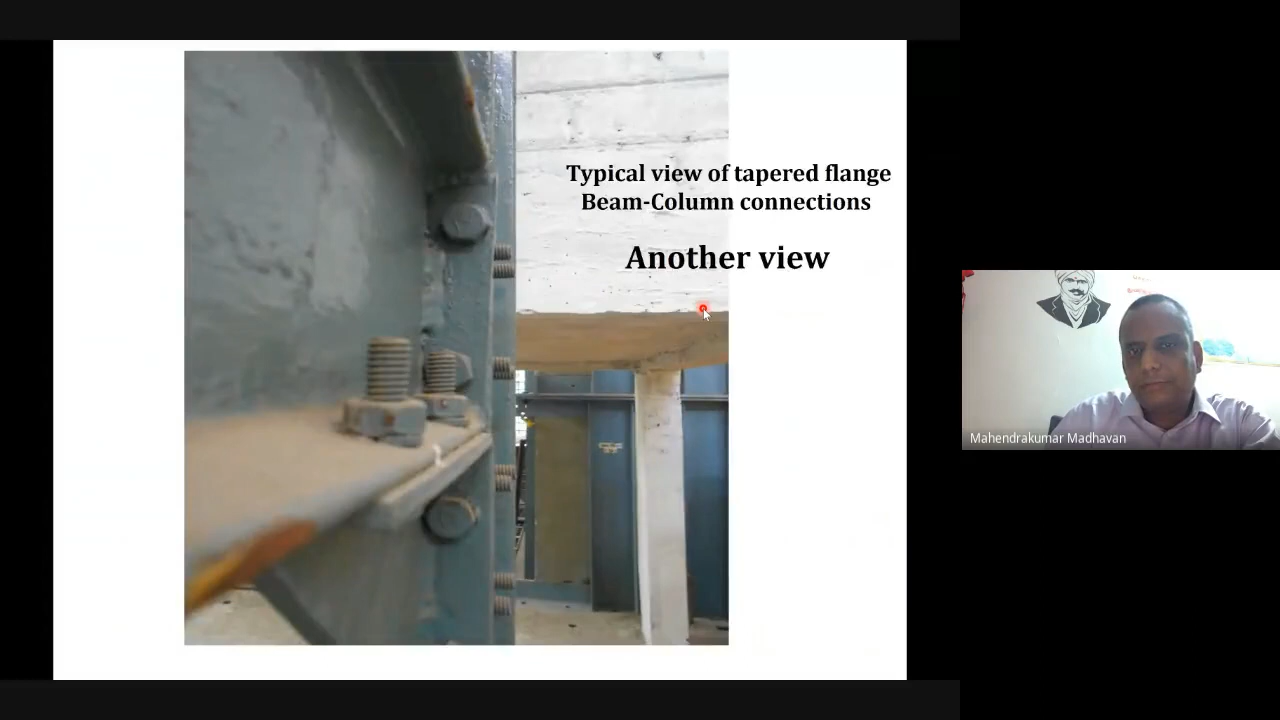 Typical view of tapered flange
Beam-Column connections
Another view
Mahendrakumar Madhavan